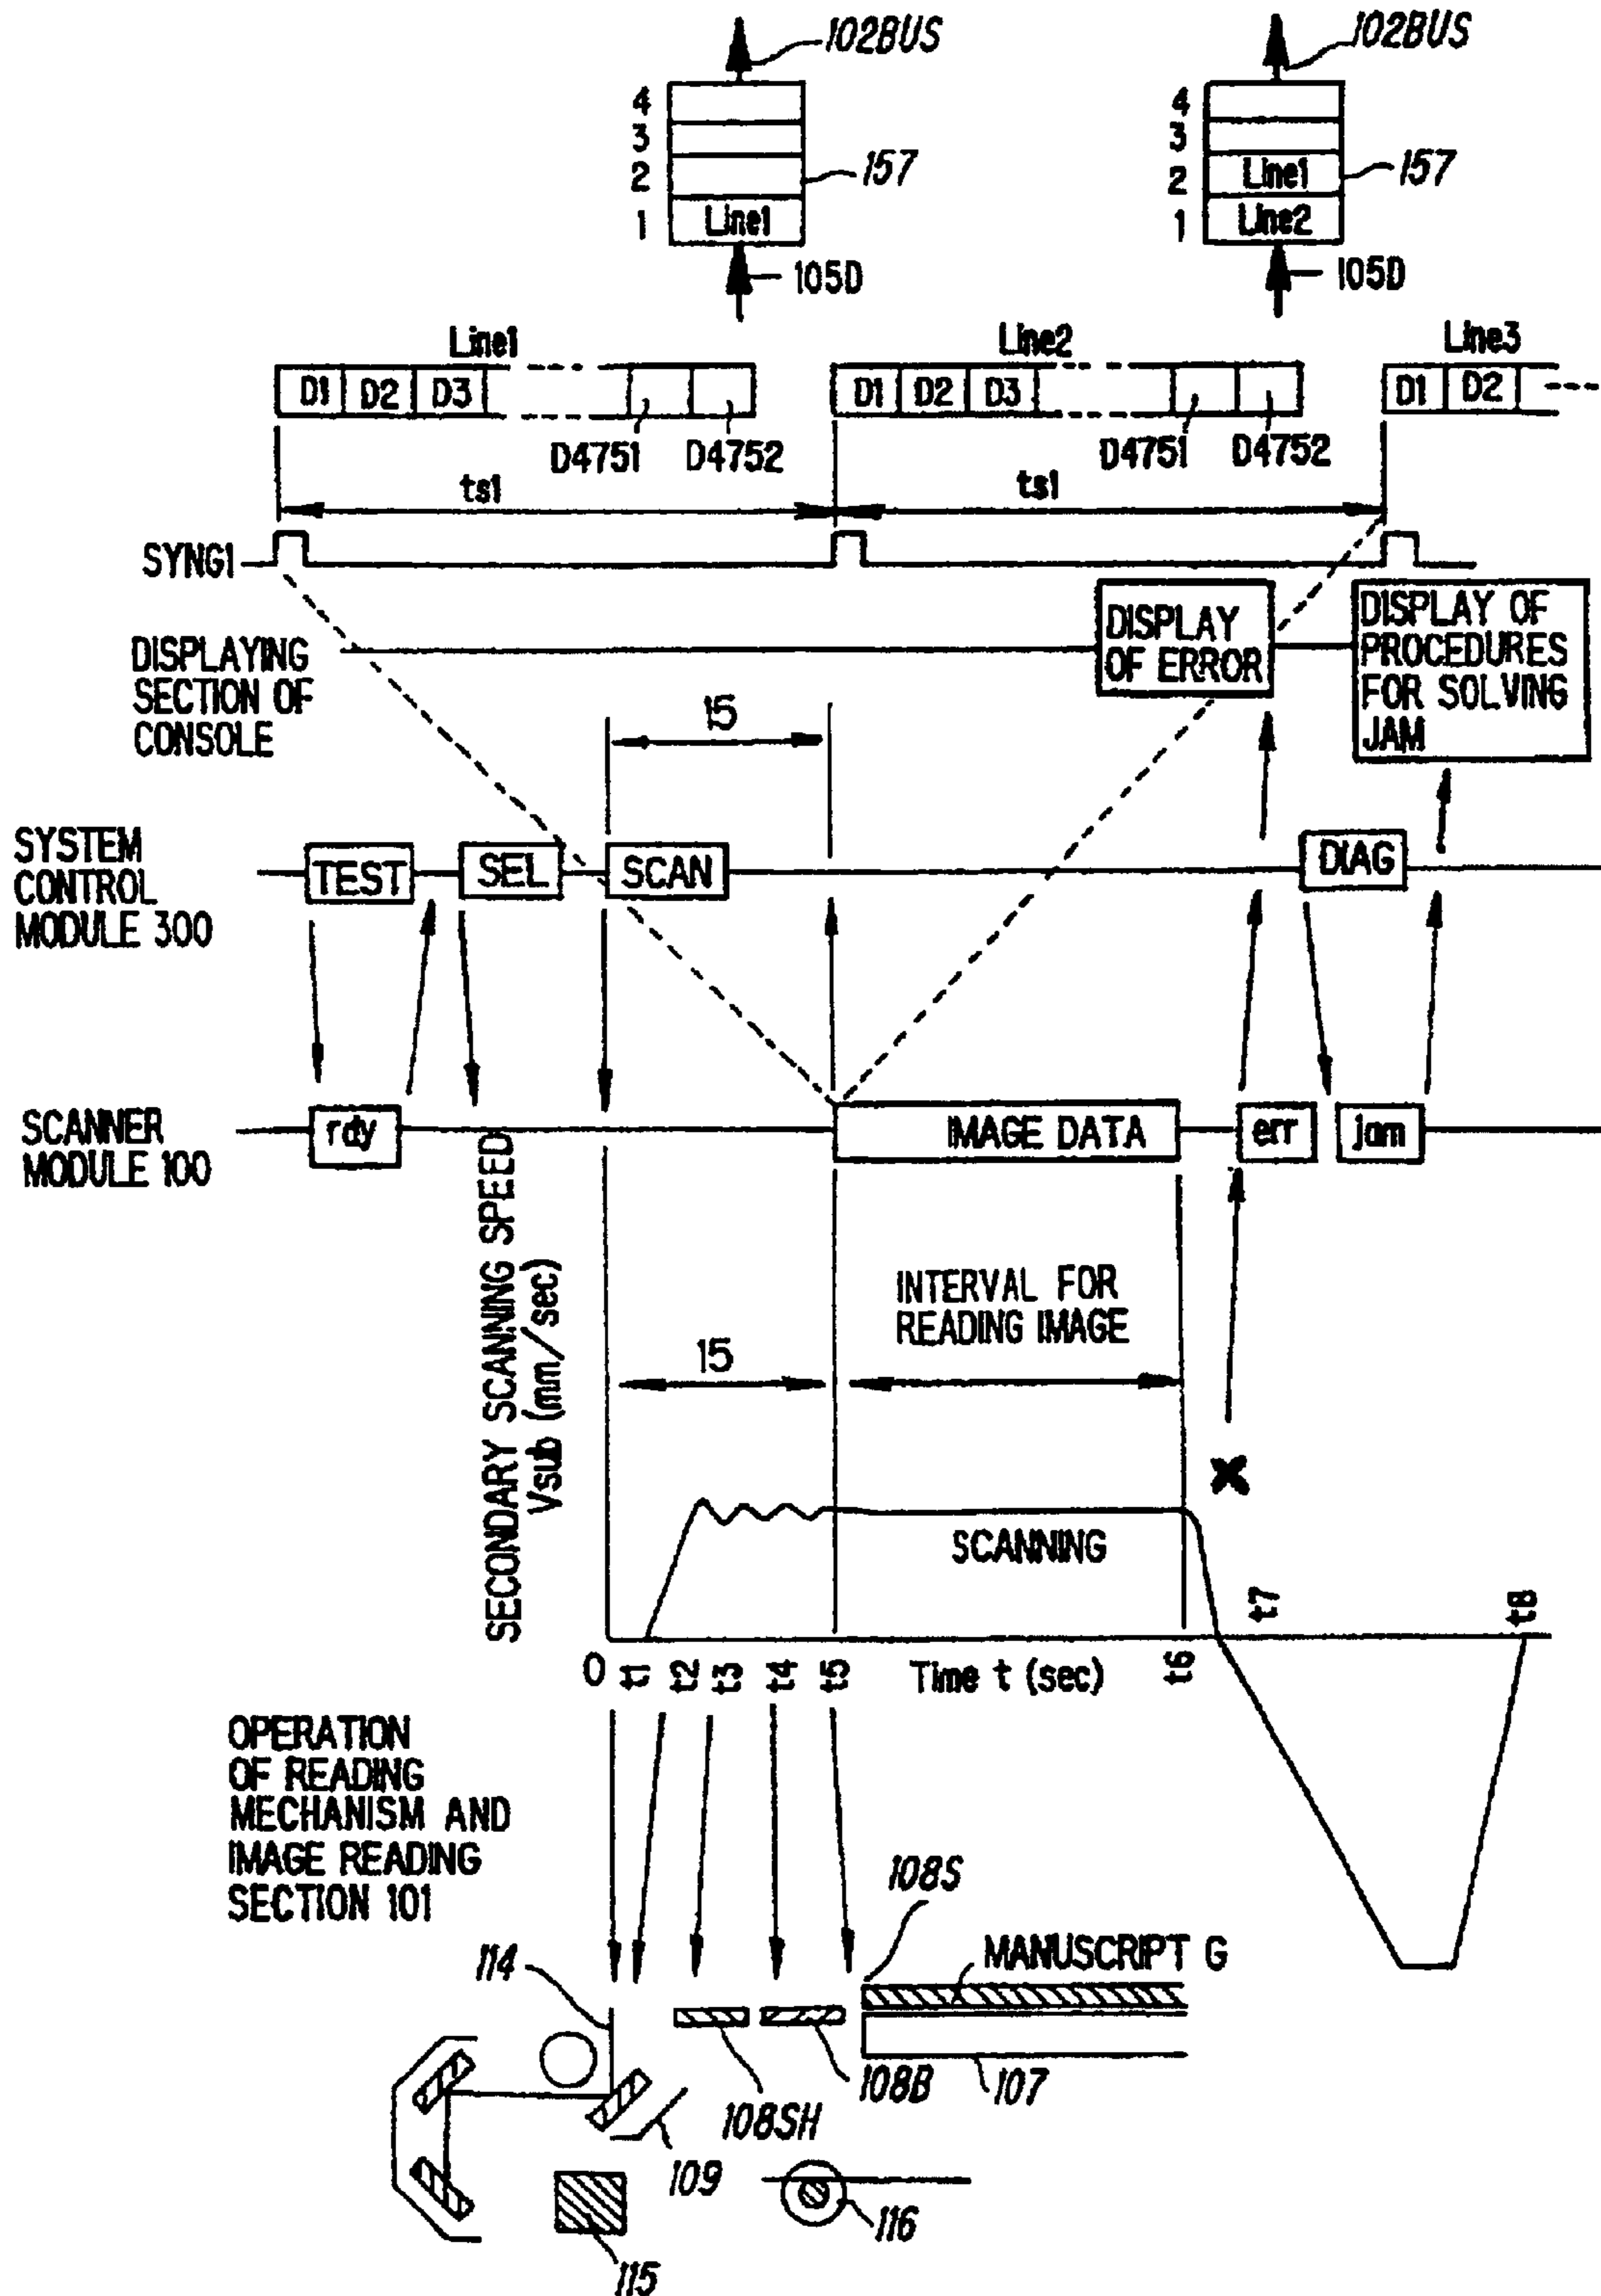 102BUS 102BUS
4 4
3 3
2 157 2 Line1 157
1 Line1 1 Line2
105D 105D
Line1 Line2 Line3
D1 D2 D3 D1 D2 D3 D1 D2
D4751 D4752 D4751 D4752
ts1 ts1
SYNG1
DISPLAYING
SECTION OF
CONSOLE
DISPLAY
OF ERROR
DISPLAY OF
PROCEDURES
FOR SOLVING
JAM
15
SYSTEM
CONTROL
MODULE 300
TEST SEL SCAN DIAG
SCANNER
MODULE 100
rdy IMAGE DATA err jam
SECONDARY SCANNING SPEED
Vsub (mm/sec)
INTERVAL FOR
READING IMAGE
15
X
SCANNING
0 t1 t2 t3 t4 t5 Time t (sec) t6 t7 t8
OPERATION
OF READING
MECHANISM AND
IMAGE READING
SECTION 101
108S
MANUSCRIPT G
114
108SH 108B 107
109
116
115